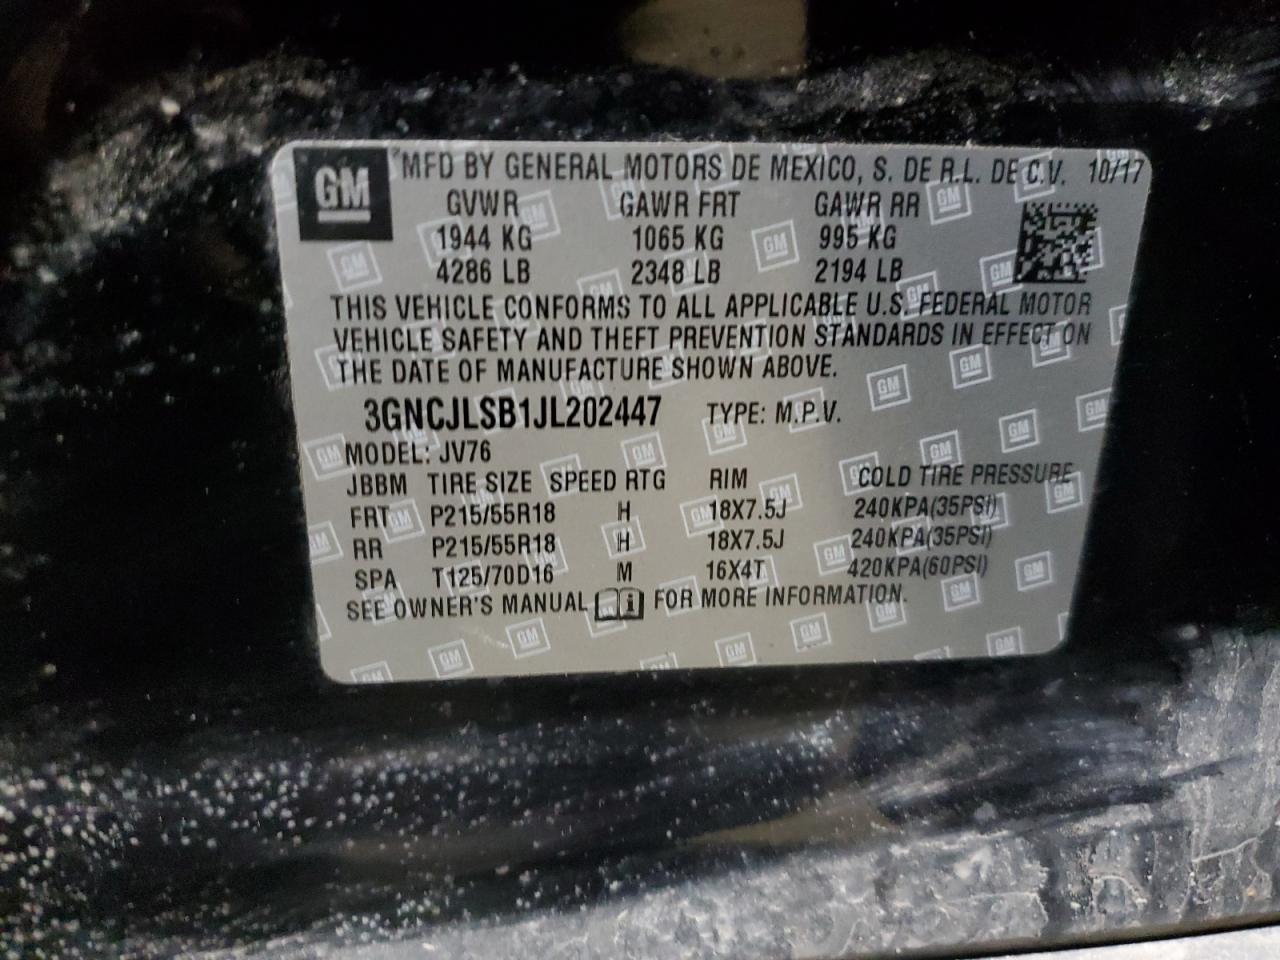 GM MFD BY GENERAL MOTORS DE MEXICO, S. DE R.L. DE C.V. 10/17
GVWR GAWR FRT GAWR RR
1944 KG 1065 KG 995 KG
4286 LB 2348 LB 2194 LB
THIS VEHICLE CONFORMS TO ALL APPLICABLE U.S. FEDERAL MOTOR
VEHICLE SAFETY AND THEFT PREVENTION STANDARDS IN EFFECT ON
THE DATE OF MANUFACTURE SHOWN ABOVE.
3GNCJLSB1JL202447 TYPE: M.P.V.
MODEL: JV76
JBBM TIRE SIZE SPEED RTG RIM COLD TIRE PRESSURE
FRT P215/55R18 H 18X7.5J 240KPA(35PSI)
RR P215/55R18 H 18X7.5J 240KPA(35PSI)
SPA T125/70D16 M 16X4T 420KPA(60PSI)
SEE OWNER'S MANUAL i FOR MORE INFORMATION.